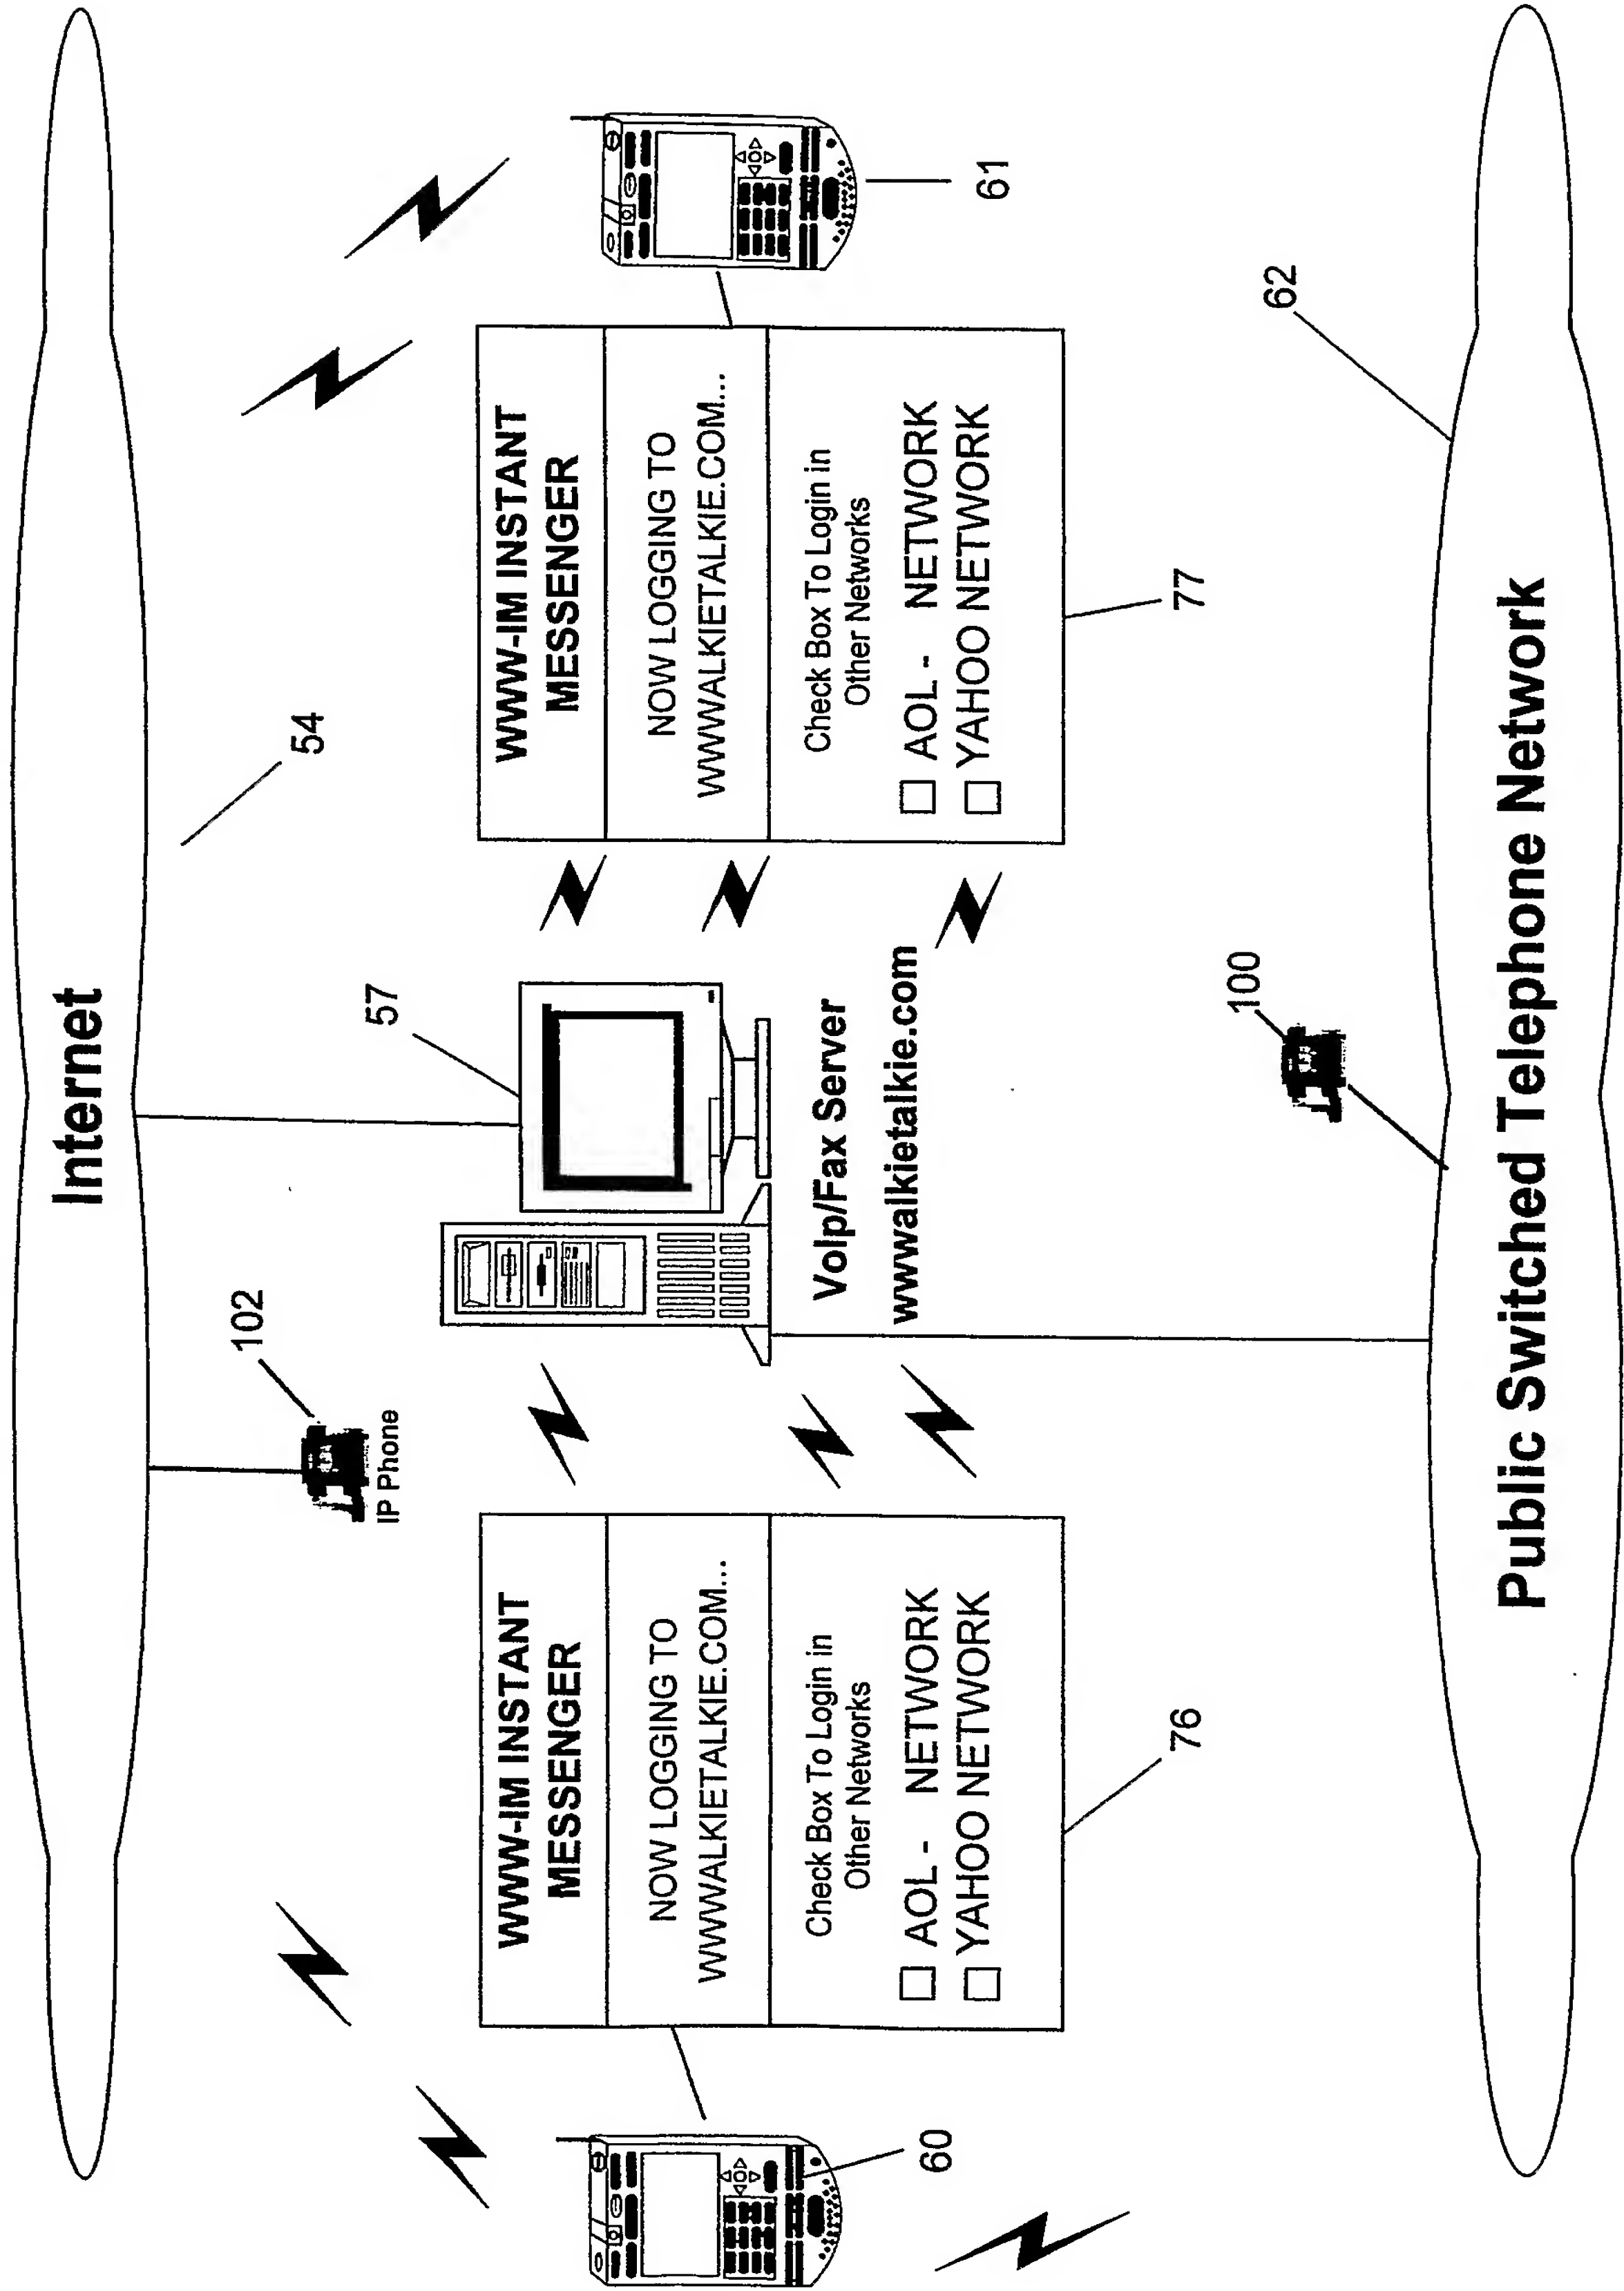 Internet
102
IP Phone
54
57
WWW-IM INSTANT
MESSENGER
NOW LOGGING TO
WWWALKIETALKIE.COM...
Check Box To Login in
Other Networks
AOL - NETWORK
YAHOO NETWORK
76
60
VoIp/Fax Server
wwwalkietalkie.com
WWW-IM INSTANT
MESSENGER
NOW LOGGING TO
WWWALKIETALKIE.COM...
Check Box To Login in
Other Networks
AOL - NETWORK
YAHOO NETWORK
77
61
100
62
Public Switched Telephone Network